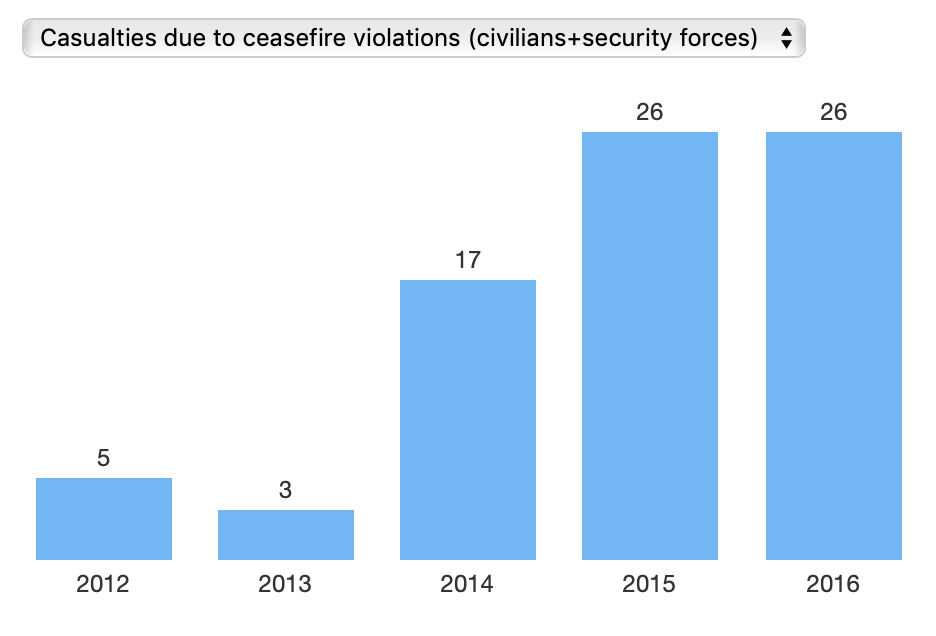 Casualties due to ceasefire violations (civilians+security forces)
26 26
17
5
3
2012 2013 2014 2015 2016